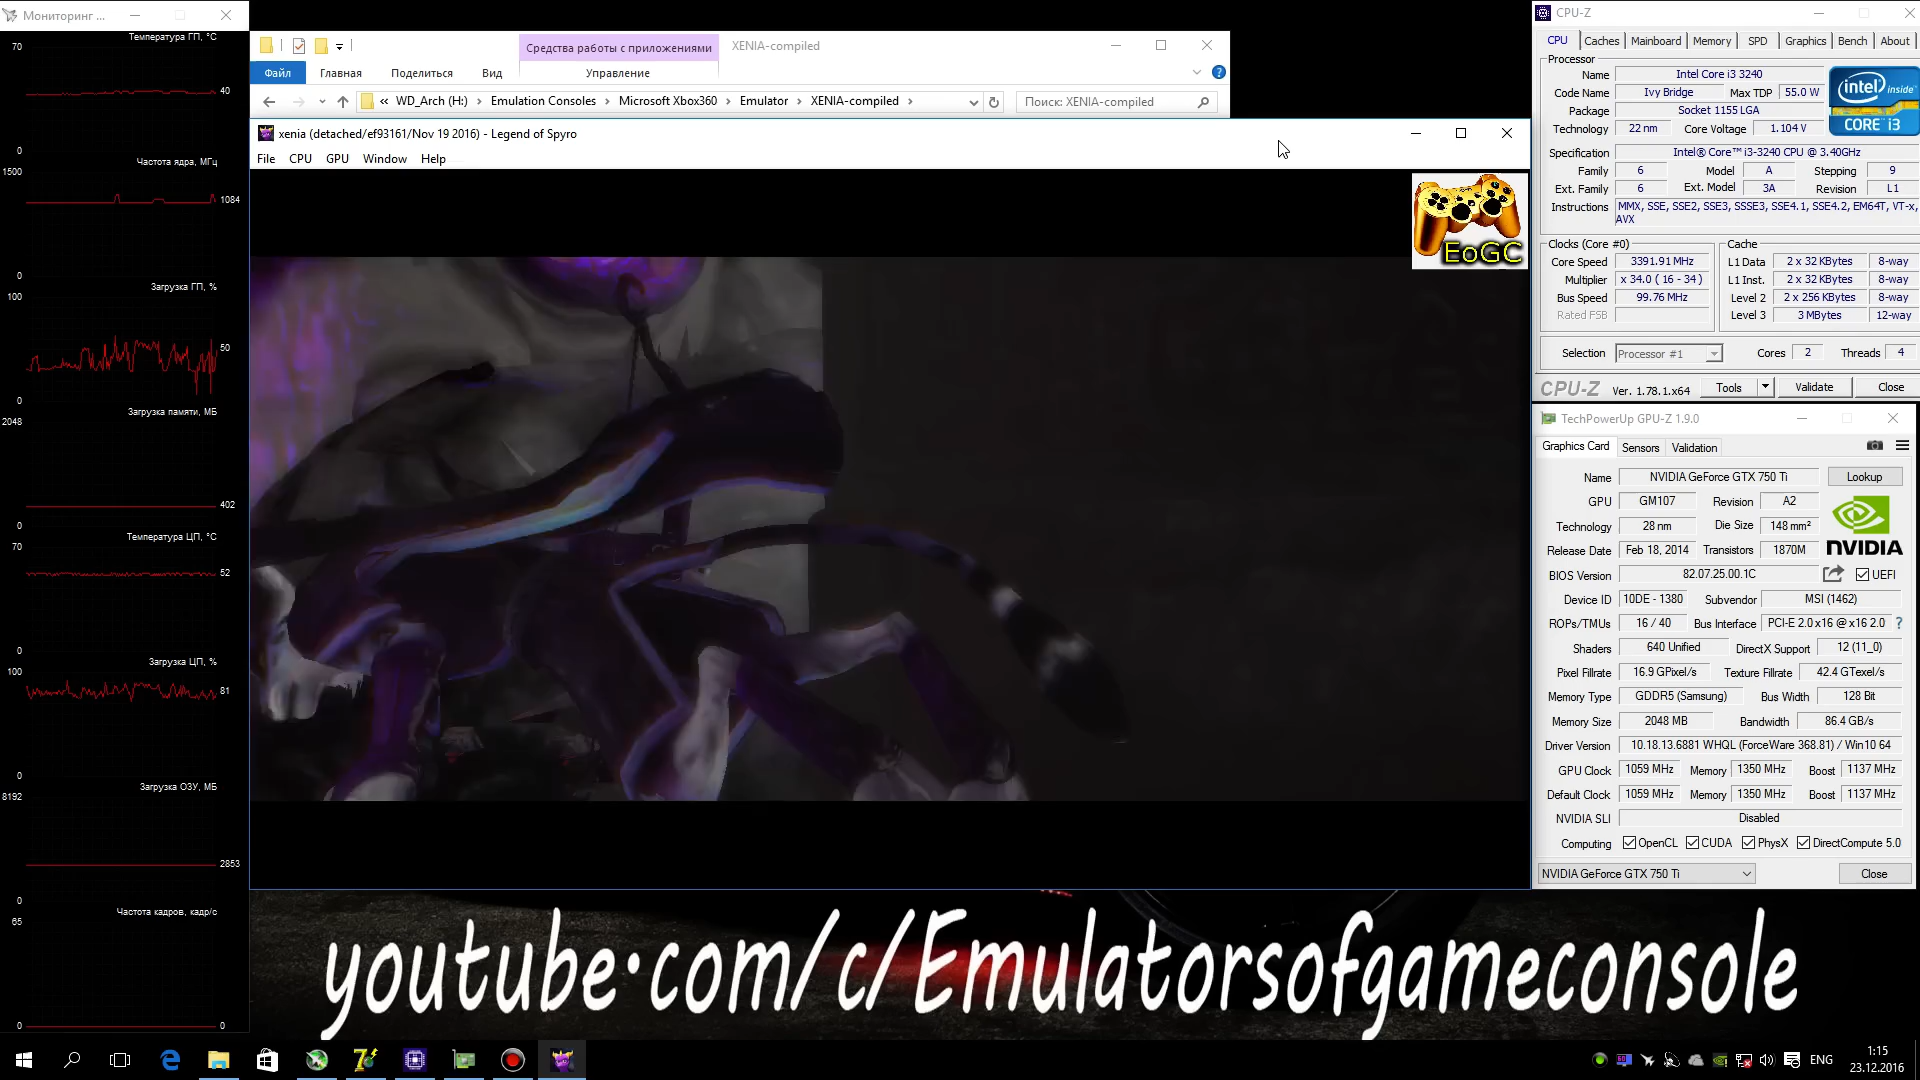 Мониторинг ...
Температура ГП, °C
70
40
0
Частота ядра, МГц
1500
1084
0
Загрузка ГП, %
100
50
0
Загрузка памяти, МБ
2048
402
0
Температура ЦП, °C
70
52
0
Загрузка ЦП, %
100
81
0
Загрузка ОЗУ, МБ
8192
2853
0
Частота кадров, кадр/с
65
0 0
Средства работы с приложениями XENIA-compiled
Файл Главная Поделиться Вид Управление
« WD_Arch (H:) Emulation Consoles Microsoft Xbox360 Emulator XENIA-compiled Поиск: XENIA-compiled
xenia (detached/ef93161/Nov 19 2016) - Legend of Spyro
File CPU GPU Window Help
EoGC
CPU-Z
CPU Caches Mainboard Memory SPD Graphics Bench About
Processor
Name Intel Core i3 3240
Code Name Ivy Bridge Max TDP 55.0 W
Package Socket 1155 LGA
Technology 22 nm Core Voltage 1.104 V
intel inside™
CORE i3
Specification Intel® Core™ i3-3240 CPU @ 3.40GHz
Family 6 Model A Stepping 9
Ext. Family 6 Ext. Model 3A Revision L1
Instructions MMX, SSE, SSE2, SSE3, SSSE3, SSE4.1, SSE4.2, EM64T, VT-x, AVX
Clocks (Core #0) Cache
Core Speed 3391.91 MHz L1 Data 2 x 32 KBytes 8-way
Multiplier x 34.0 ( 16 - 34 ) L1 Inst. 2 x 32 KBytes 8-way
Bus Speed 99.76 MHz Level 2 2 x 256 KBytes 8-way
Rated FSB Level 3 3 MBytes 12-way
Selection Processor #1 Cores 2 Threads 4
CPU-Z Ver. 1.78.1.x64 Tools Validate Close
TechPowerUp GPU-Z 1.9.0
Graphics Card Sensors Validation
Name NVIDIA GeForce GTX 750 Ti Lookup
GPU GM107 Revision A2
Technology 28 nm Die Size 148 mm²
Release Date Feb 18, 2014 Transistors 1870M
NVIDIA
BIOS Version 82.07.25.00.1C UEFI
Device ID 10DE - 1380 Subvendor MSI (1462)
ROPs/TMUs 16 / 40 Bus Interface PCI-E 2.0 x16 @ x16 2.0 ?
Shaders 640 Unified DirectX Support 12 (11_0)
Pixel Fillrate 16.9 GPixel/s Texture Fillrate 42.4 GTexel/s
Memory Type GDDR5 (Samsung) Bus Width 128 Bit
Memory Size 2048 MB Bandwidth 86.4 GB/s
Driver Version 10.18.13.6881 WHQL (ForceWare 368.81) / Win10 64
GPU Clock 1059 MHz Memory 1350 MHz Boost 1137 MHz
Default Clock 1059 MHz Memory 1350 MHz Boost 1137 MHz
NVIDIA SLI Disabled
Computing OpenCL CUDA PhysX DirectCompute 5.0
NVIDIA GeForce GTX 750 Ti Close
youtube.com/c/Emulatorsofgameconsole
ENG 1:15
23.12.2016